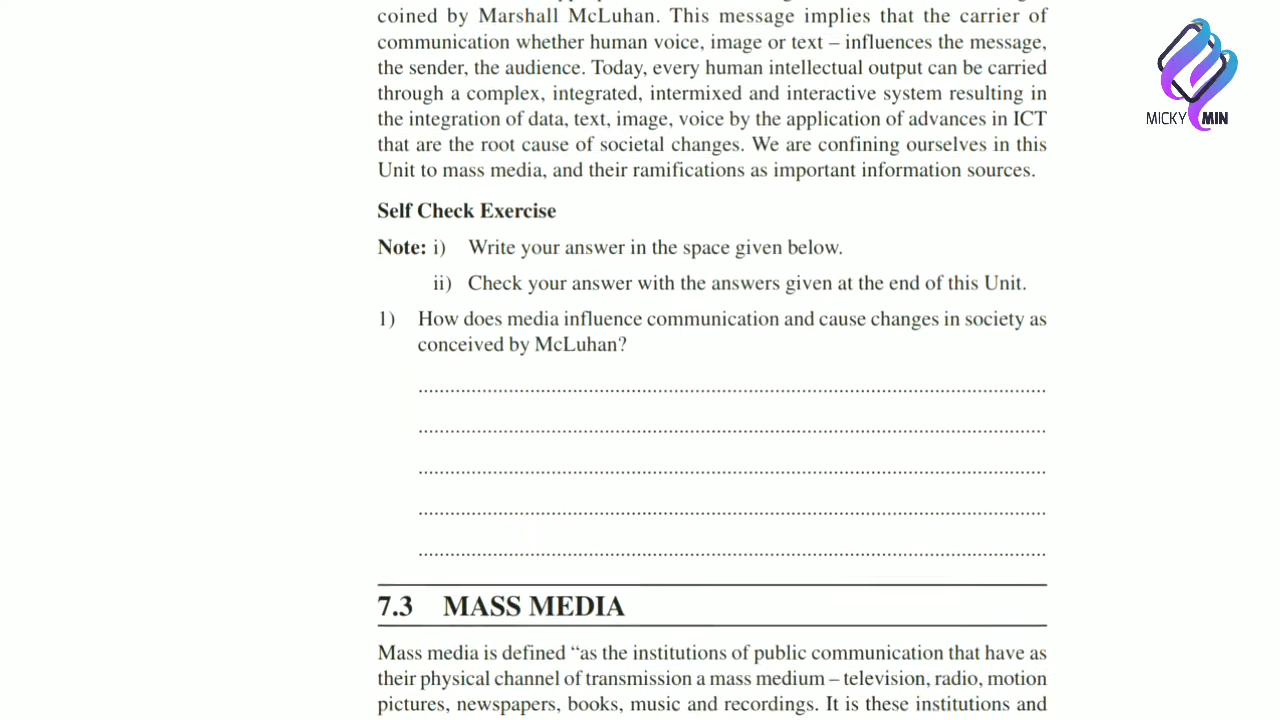 coined by Marshall McLuhan. This message implies that the carrier of
communication whether human voice, image or text – influences the message,
the sender, the audience. Today, every human intellectual output can be carried
through a complex, integrated, intermixed and interactive system resulting in
the integration of data, text, image, voice by the application of advances in ICT
that are the root cause of societal changes. We are confining ourselves in this
Unit to mass media, and their ramifications as important information sources.
Self Check Exercise
Note: i) Write your answer in the space given below.
ii) Check your answer with the answers given at the end of this Unit.
1) How does media influence communication and cause changes in society as
conceived by McLuhan?
7.3 MASS MEDIA
Mass media is defined “as the institutions of public communication that have as
their physical channel of transmission a mass medium – television, radio, motion
pictures, newspapers, books, music and recordings. It is these institutions and
MICKY MIN